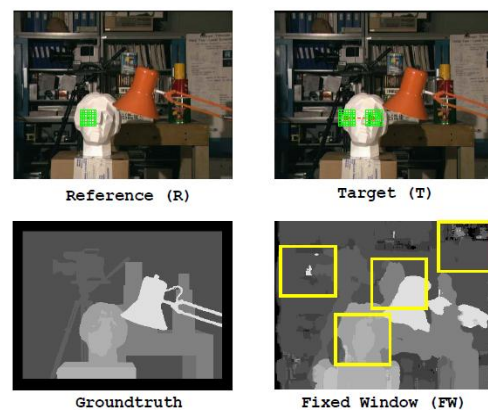 Reference (R)
Target (T)
Groundtruth
Fixed Window (FW)